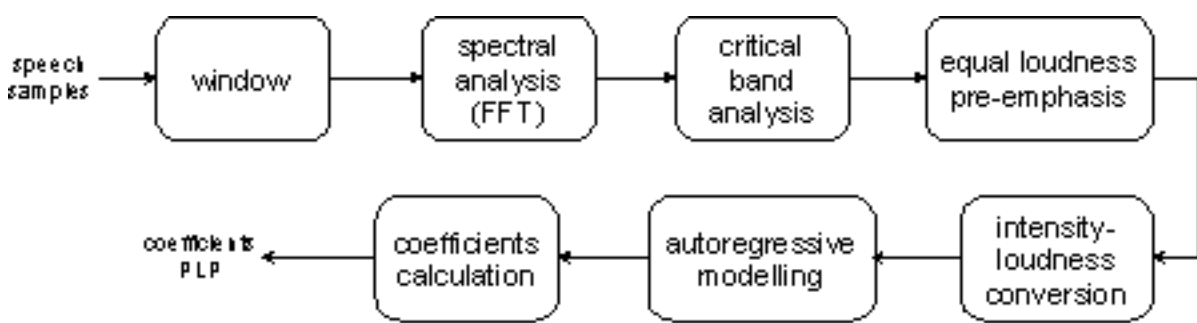 speech
samples
window
spectral
analysis
(FFT)
critical
band
analysis
equal loudness
pre-emphasis
intensity-
loudness
conversion
autoregressive
modelling
coefficients
calculation
coefficients
PLP